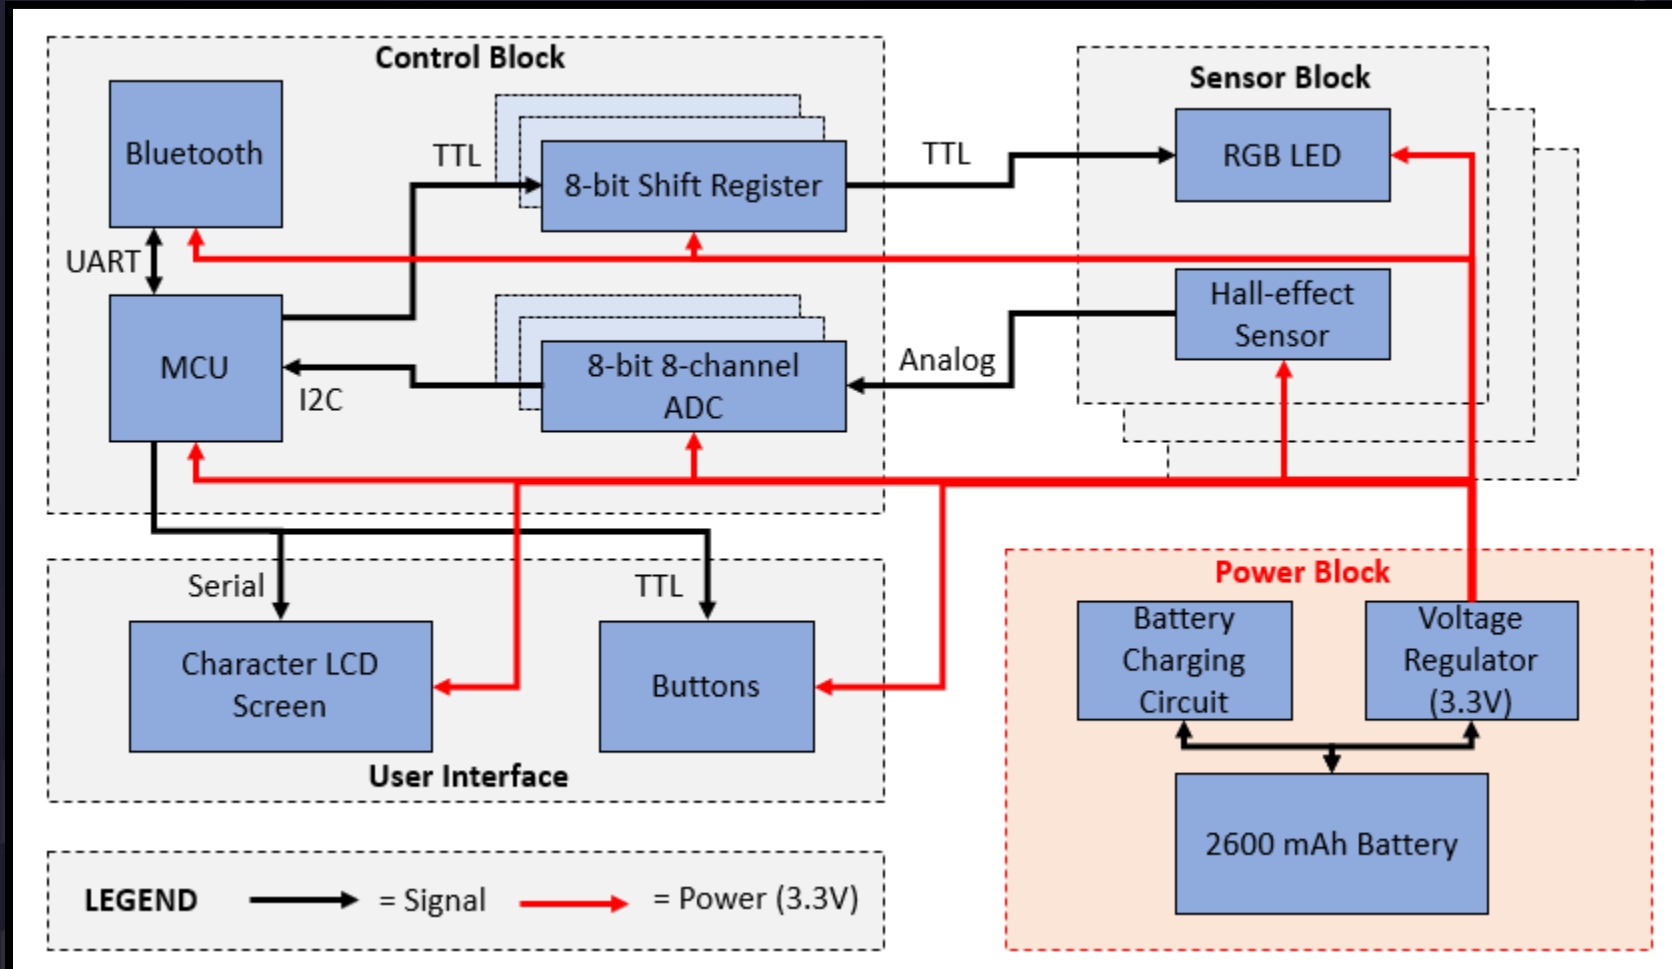 Control Block
Bluetooth
TTL
8-bit Shift Register
UART
MCU
I2C
8-bit 8-channel
ADC
TTL
Analog
Sensor Block
RGB LED
Hall-effect
Sensor
Serial
TTL
Character LCD
Screen
Buttons
User Interface
Power Block
Battery
Charging
Circuit
Voltage
Regulator
(3.3V)
2600 mAh Battery
LEGEND
= Signal
= Power (3.3V)